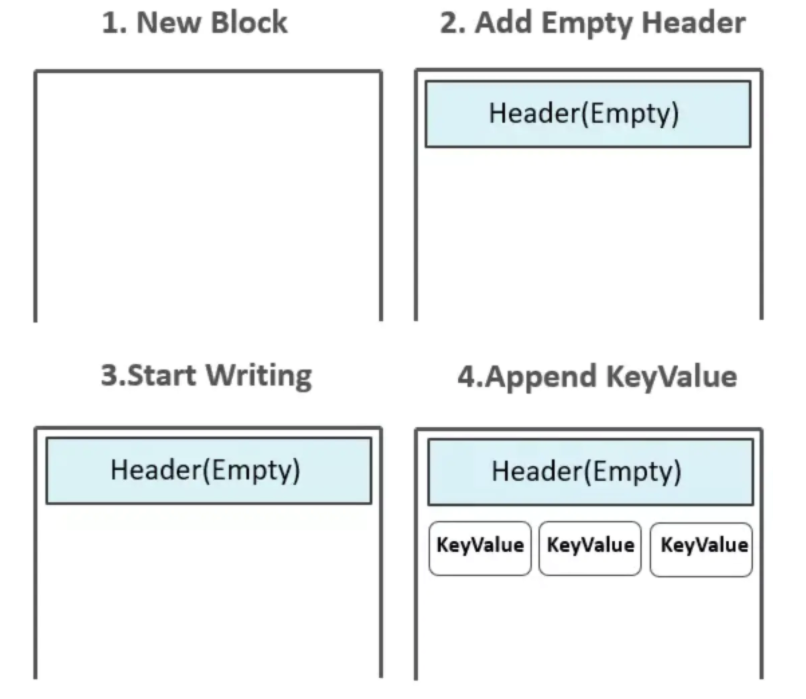 1. New Block
2. Add Empty Header
Header(Empty)
3.Start Writing
4.Append KeyValue
Header(Empty)
Header(Empty)
KeyValue KeyValue KeyValue